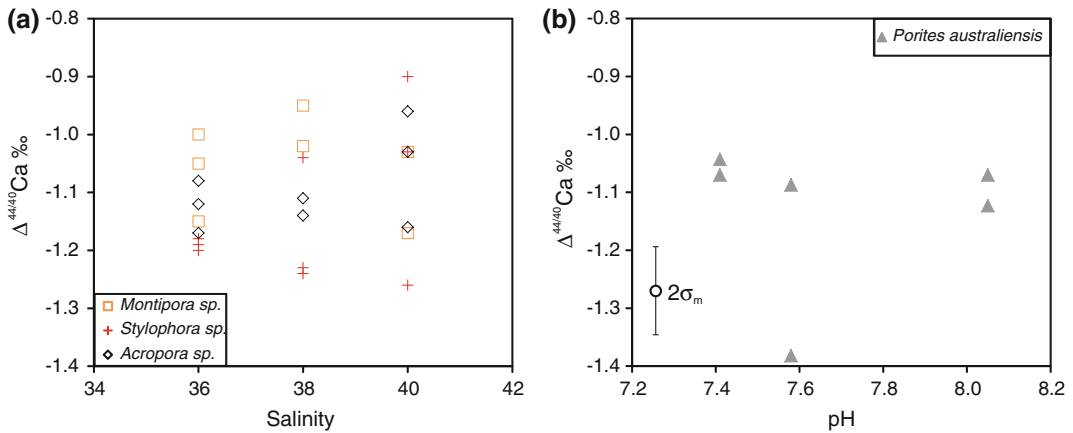 (a)
-0.8
-0.9
-1.0
-1.1
-1.2
-1.3
-1.4
Δ44/40Ca ‰
Montipora sp.
Stylophora sp.
Acropora sp.
34 36 38 40 42
Salinity
(b)
-0.8
-0.9
-1.0
-1.1
-1.2
-1.3
-1.4
Δ44/40Ca ‰
Porites australiensis
2σm
7.2 7.4 7.6 7.8 8.0 8.2
pH